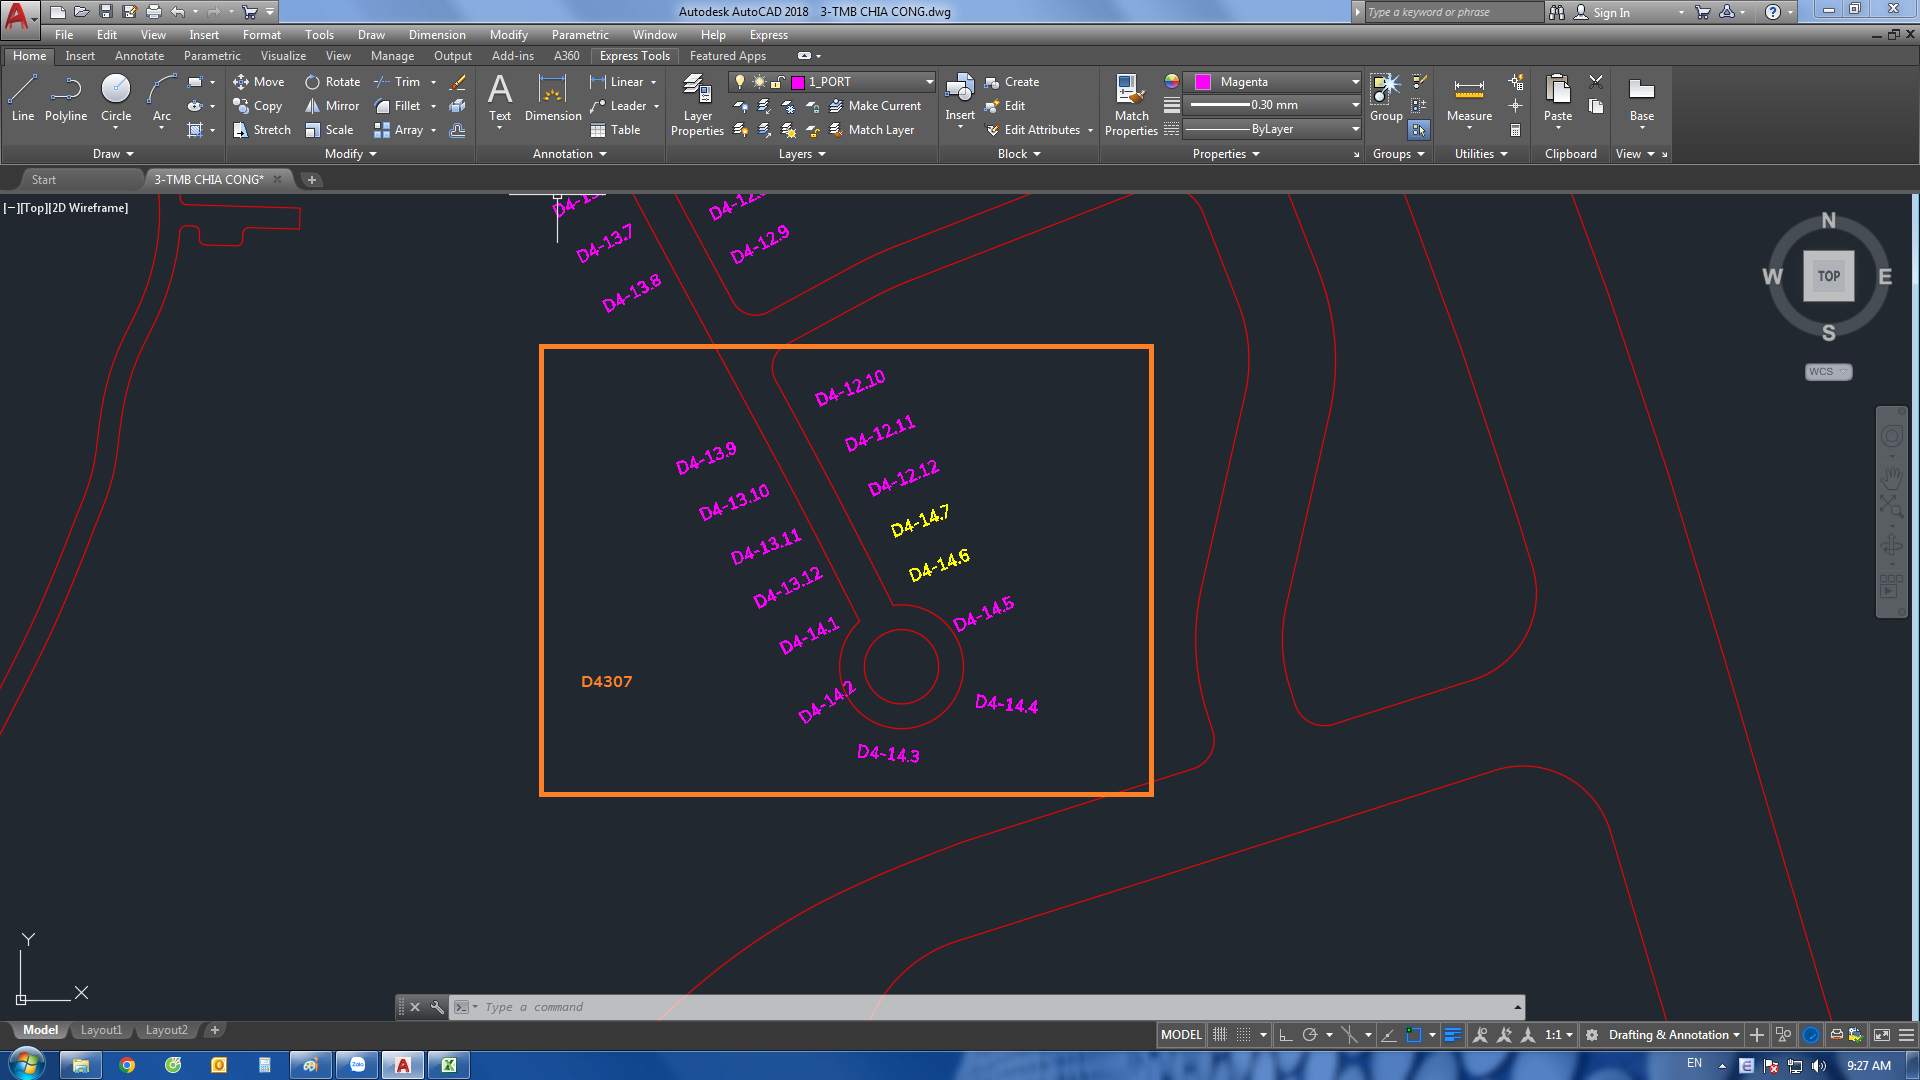 Autodesk AutoCAD 2018 3-TMB CHIA CONG.dwg
Type a keyword or phrase
Sign In
File Edit View Insert Format Tools Draw Dimension Modify Parametric Window Help Express
Home Insert Annotate Parametric Visualize View Manage Output Add-ins A360 Express Tools Featured Apps
Line Polyline Circle Arc
Draw
Move Rotate Trim
Copy Mirror Fillet
Stretch Scale Array
Modify
Text Dimension
Linear
Leader
Table
Annotation
Layer Properties
1_PORT
Make Current
Match Layer
Layers
Insert
Create
Edit
Edit Attributes
Block
Match Properties
Magenta
0.30 mm
ByLayer
Properties
Group
Groups
Measure
Utilities
Paste
Clipboard
Base
View
Start
3-TMB CHIA CONG*
[−][Top][2D Wireframe]
D4-13.7
D4-12.9
D4-13.8
D4-12.10
D4-12.11
D4-13.9
D4-12.12
D4-13.10
D4-14.7
D4-13.11
D4-14.6
D4-13.12
D4-14.5
D4-14.1
D4307
D4-14.2
D4-14.4
D4-14.3
N
W TOP E
S
WCS
Y
X
Type a command
Model Layout1 Layout2
MODEL
1:1
Drafting & Annotation
Zalo
EN
9:27 AM